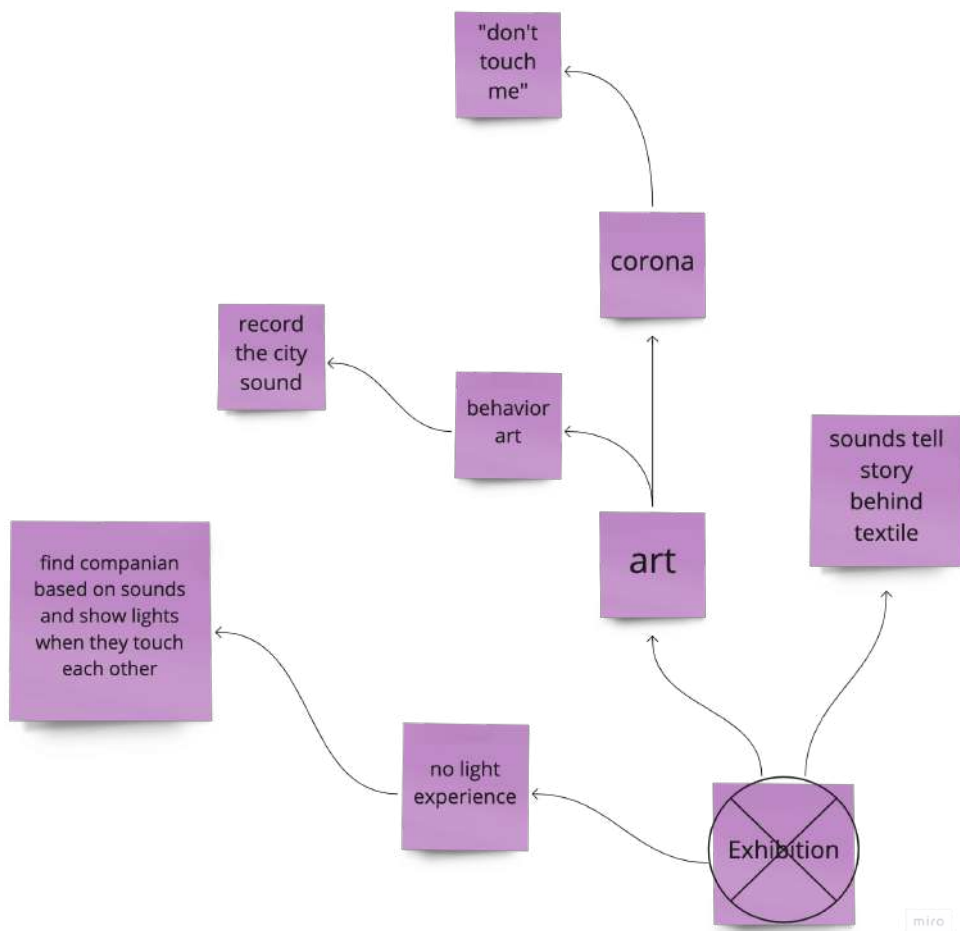 "don't
touch
me"
corona
record
the city
sound
behavior
art
sounds tell
story
behind
textile
art
find companian
based on sounds
and show lights
when they touch
each other
no light
experience
Exhibition
miro